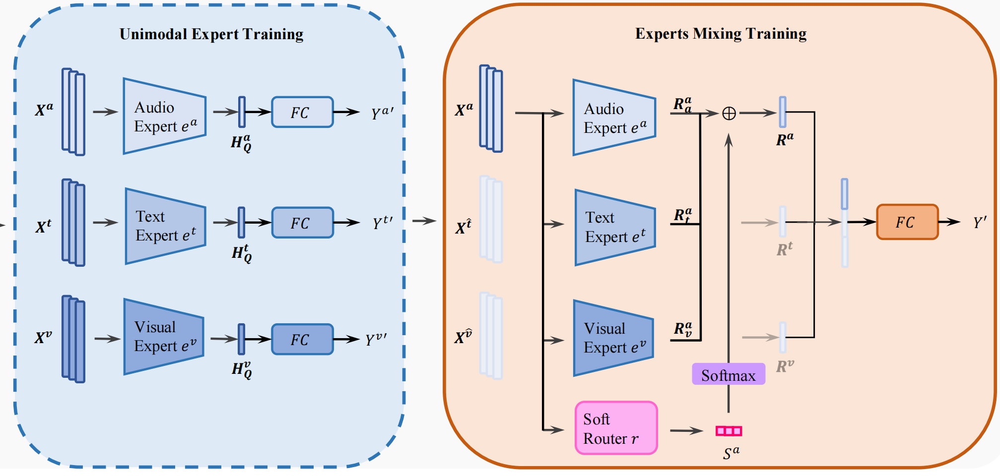 Unimodal Expert Training
X^a
Audio
Expert e^a
H_Q^a
FC
Y^a′
X^t
Text
Expert e^t
H_Q^t
FC
Y^t′
X^v
Visual
Expert e^v
H_Q^v
FC
Y^v′
Experts Mixing Training
X^a
Audio
Expert e^a
R_a^a
⊕
R^a
X^t̂
Text
Expert e^t
R_t^a
R^t
FC
Y′
X^v̂
Visual
Expert e^v
R_v^a
R^v
Softmax
Soft
Router r
S^a